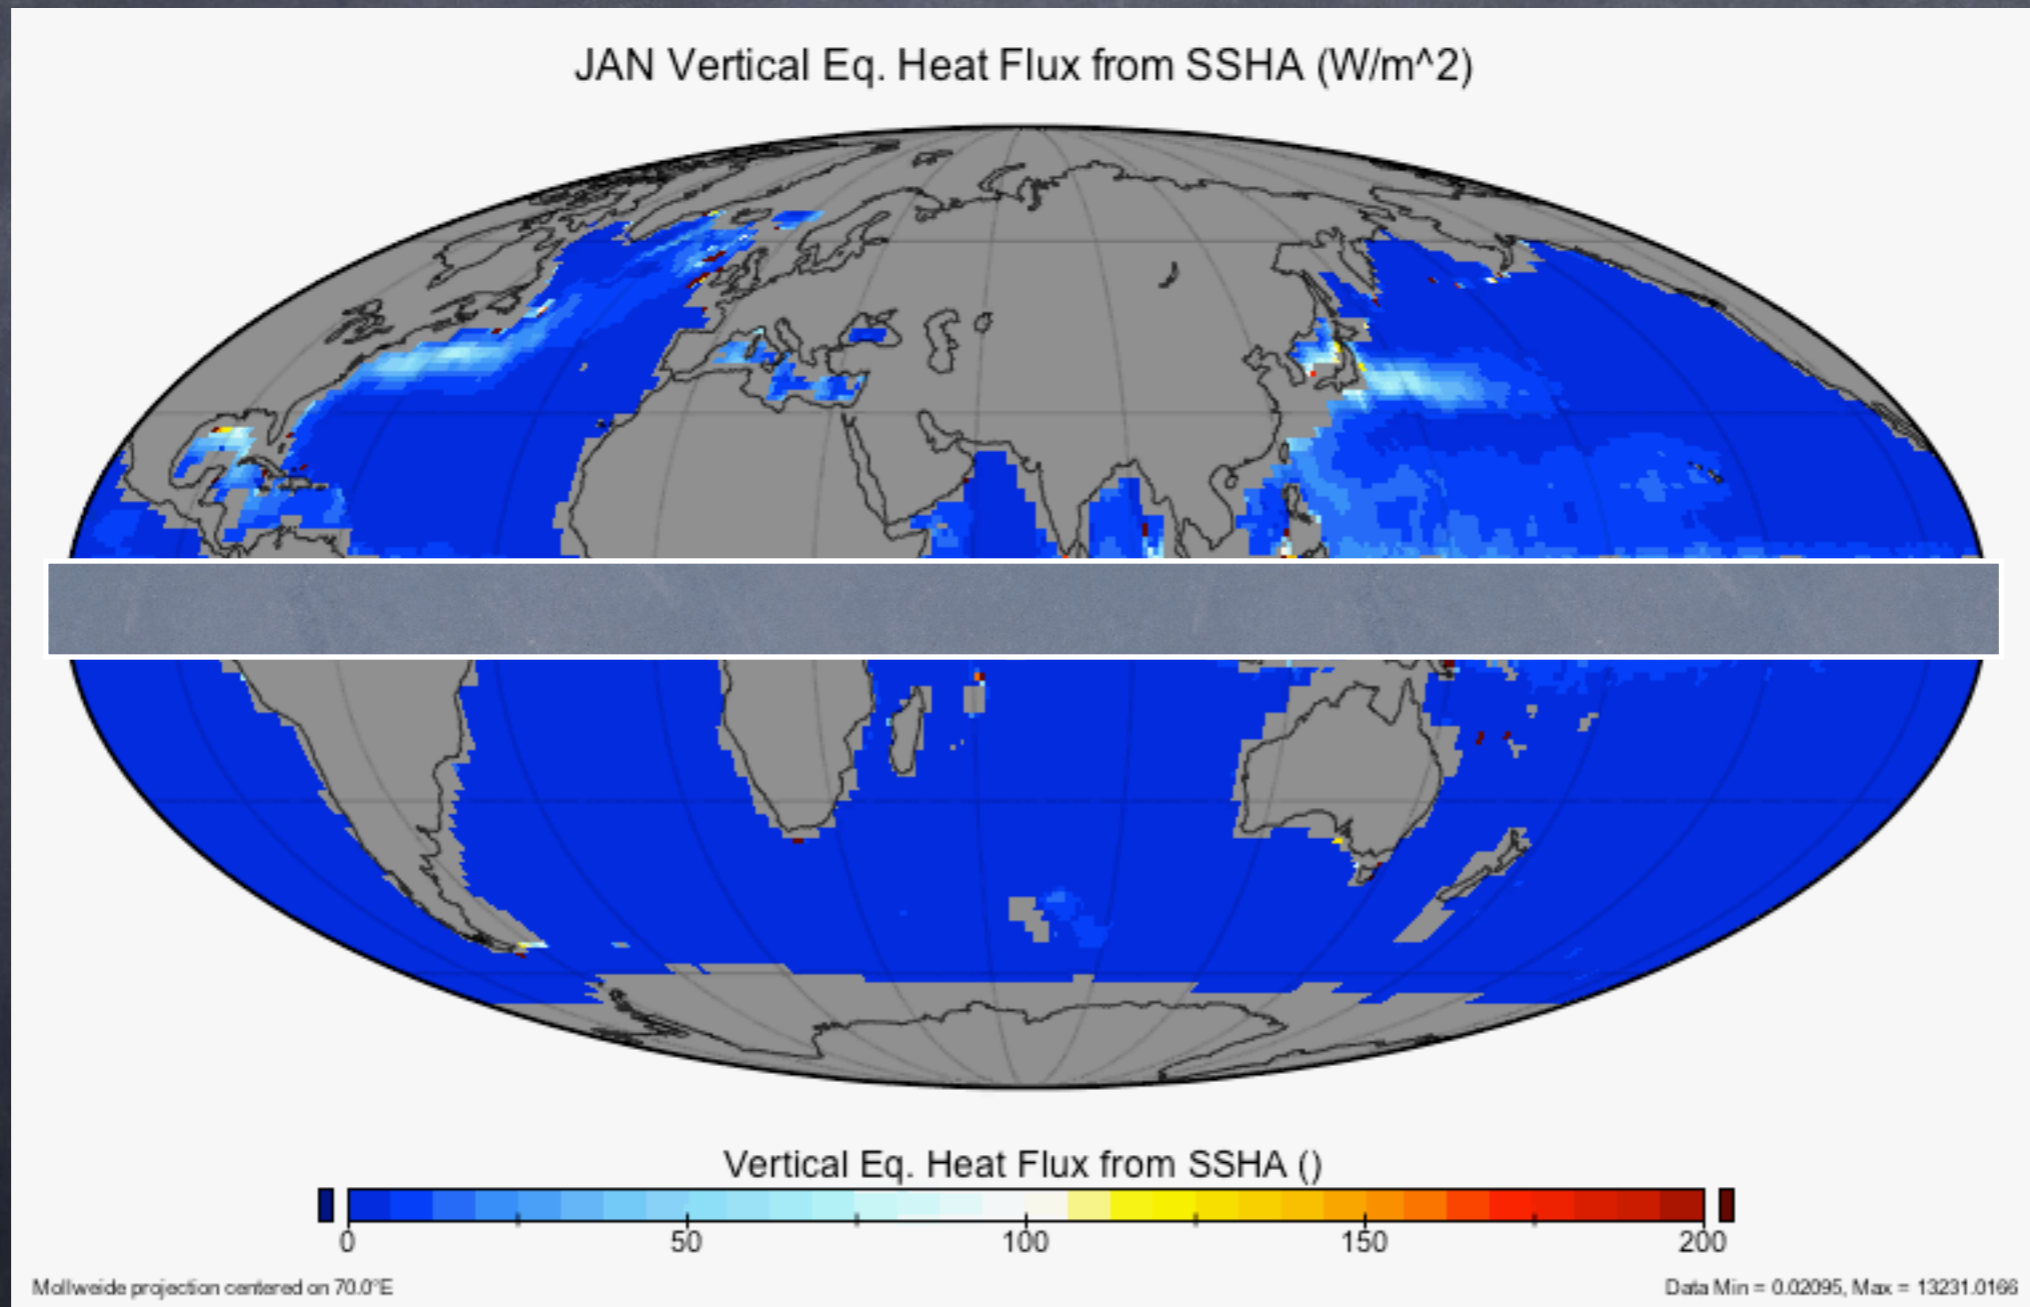 JAN Vertical Eq. Heat Flux from SSHA (W/m^2)
Vertical Eq. Heat Flux from SSHA ()
0 50 100 150 200
Mollweide projection centered on 70.0°E
Data Min = 0.02095, Max = 13231.0166